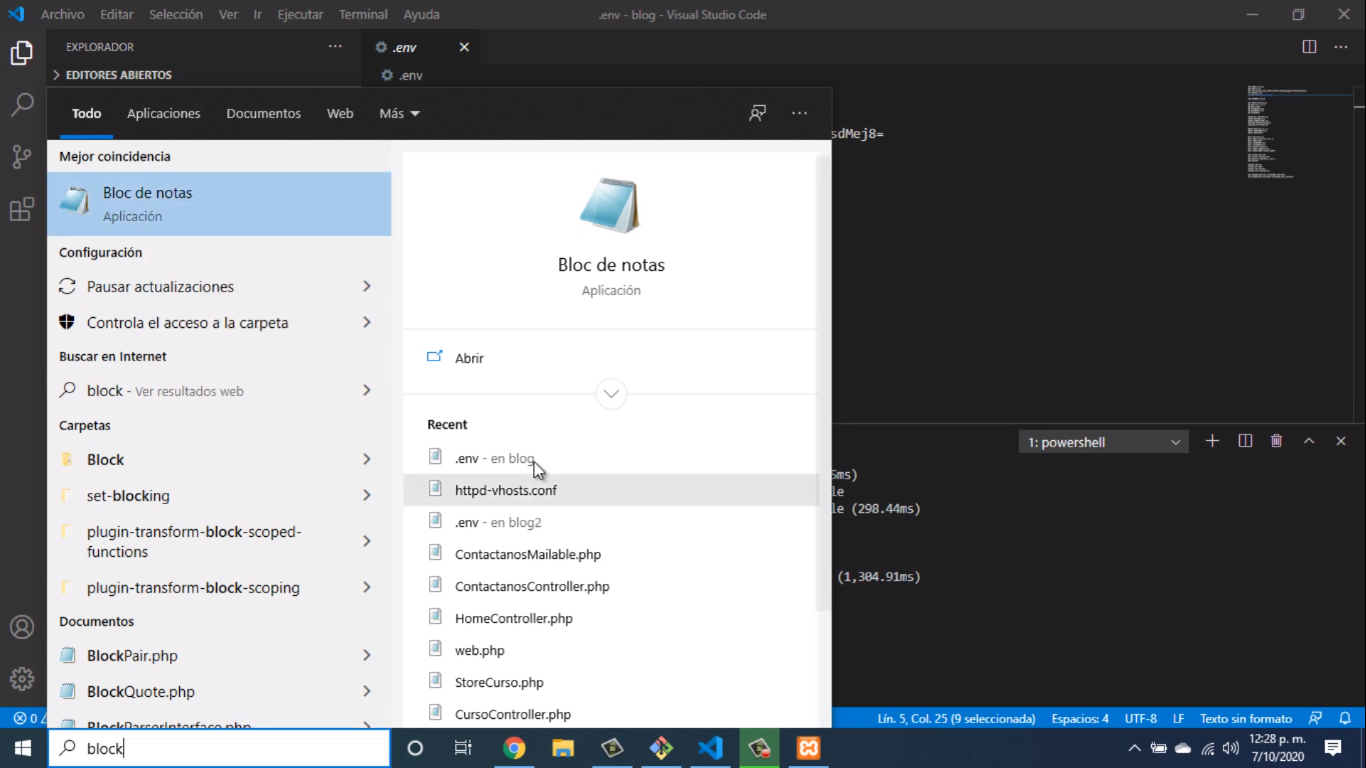 Archivo Editar Selección Ver Ir Ejecutar Terminal Ayuda
.env - blog - Visual Studio Code
EXPLORADOR
.env
EDITORES ABIERTOS
.env
Todo Aplicaciones Documentos Web Más
Mejor coincidencia
Bloc de notas
Aplicación
Configuración
Pausar actualizaciones
Controla el acceso a la carpeta
Buscar en Internet
block - Ver resultados web
Carpetas
Block
set-blocking
plugin-transform-block-scoped-
functions
plugin-transform-block-scoping
Documentos
BlockPair.php
BlockQuote.php
BlockParserInterface.php
Bloc de notas
Aplicación
Abrir
Recent
.env - en blog
httpd-vhosts.conf
.env - en blog2
ContactanosMailable.php
ContactanosController.php
HomeController.php
web.php
StoreCurso.php
CursoController.php
sdMej8=
1: powershell
ms)
le
le (298.44ms)
(1,304.91ms)
0
Lín. 5, Col. 25 (9 seleccionada) Espacios: 4 UTF-8 LF Texto sin formato
block
12:28 p. m.
7/10/2020